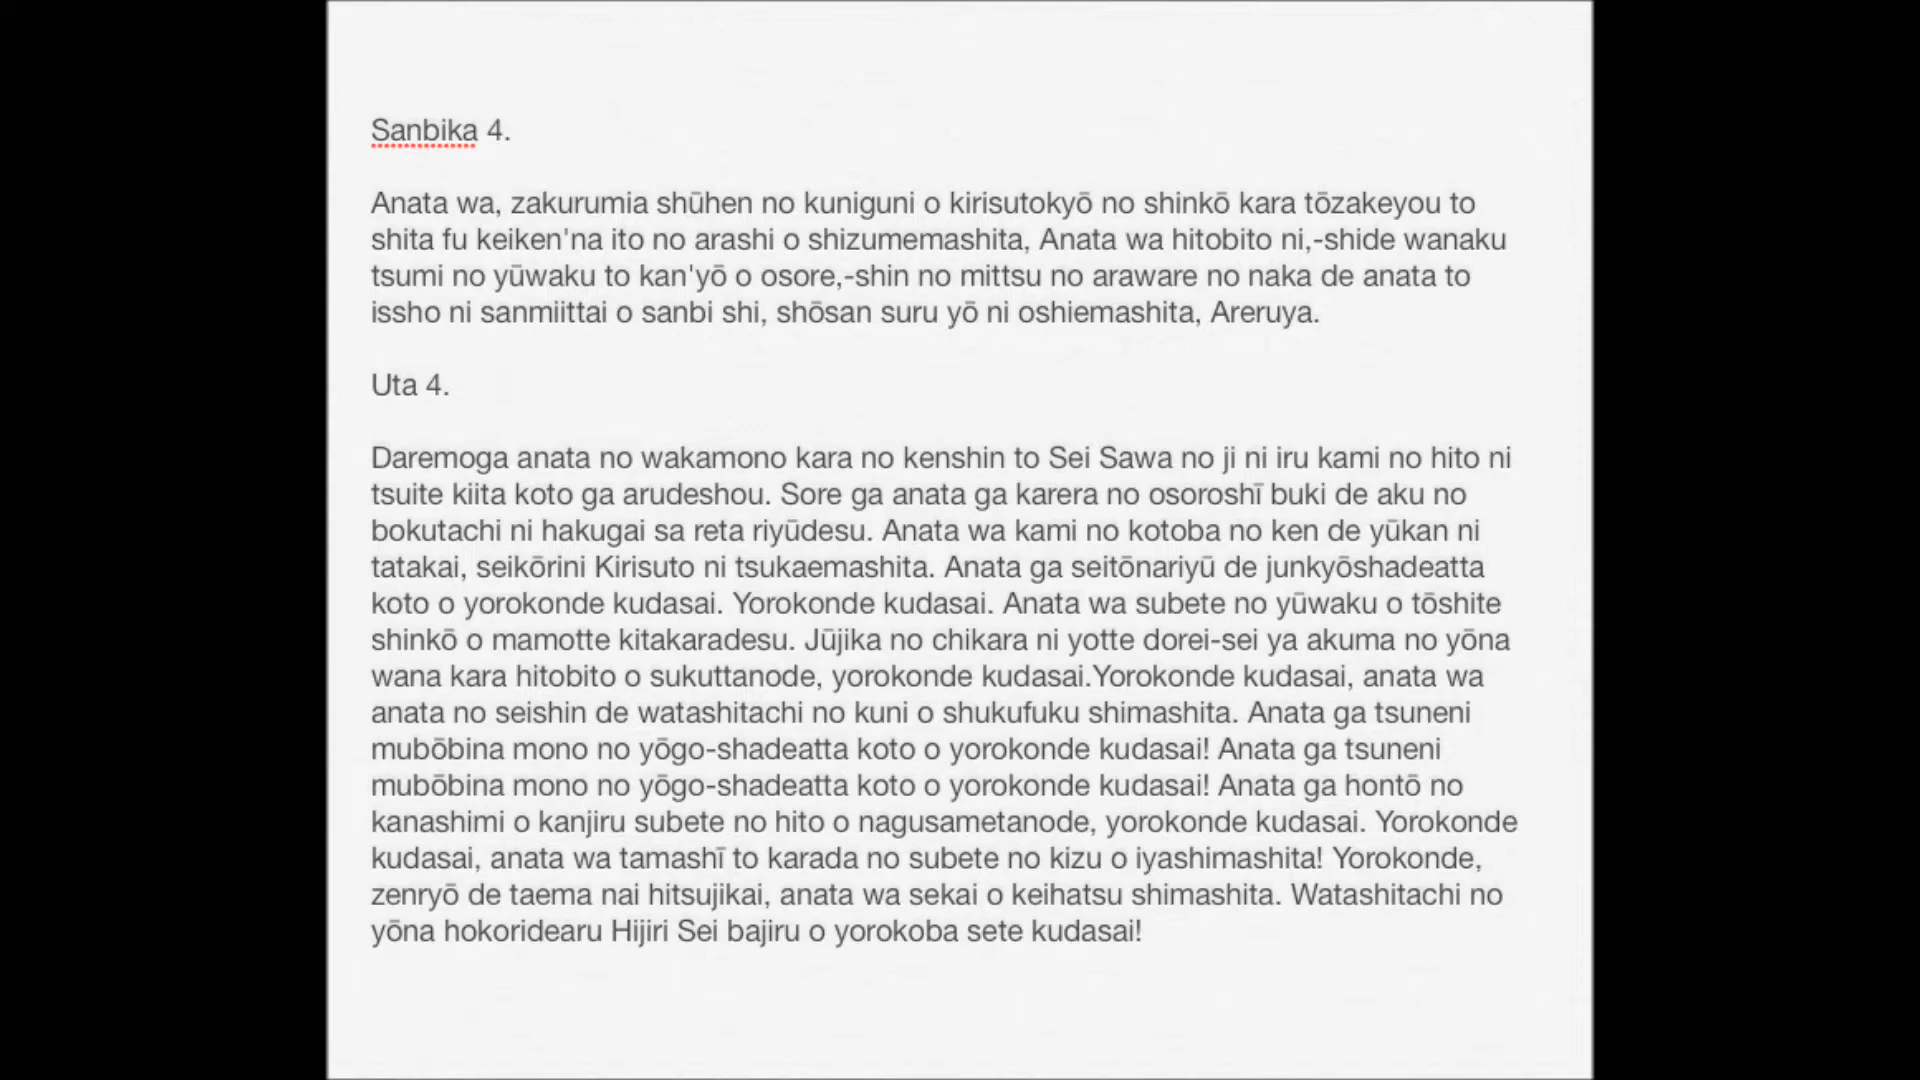 Sanbika 4.
Anata wa, zakurumia shūhen no kuniguni o kirisutokyō no shinkō kara tōzakeyou to
shita fu keiken'na ito no arashi o shizumemashita, Anata wa hitobito ni,-shide wanaku
tsumi no yūwaku to kan'yō o osore,-shin no mittsu no araware no naka de anata to
issho ni sanmiittai o sanbi shi, shōsan suru yō ni oshiemashita, Areruya.
Uta 4.
Daremoga anata no wakamono kara no kenshin to Sei Sawa no ji ni iru kami no hito ni
tsuite kiita koto ga arudeshou. Sore ga anata ga karera no osoroshī buki de aku no
bokutachi ni hakugai sa reta riyūdesu. Anata wa kami no kotoba no ken de yūkan ni
tatakai, seikōrini Kirisuto ni tsukaemashita. Anata ga seitōnariyū de junkyōshadeatta
koto o yorokonde kudasai. Yorokonde kudasai. Anata wa subete no yūwaku o tōshite
shinkō o mamotte kitakaradesu. Jūjika no chikara ni yotte dorei-sei ya akuma no yōna
wana kara hitobito o sukuttanode, yorokonde kudasai.Yorokonde kudasai, anata wa
anata no seishin de watashitachi no kuni o shukufuku shimashita. Anata ga tsuneni
mubōbina mono no yōgo-shadeatta koto o yorokonde kudasai! Anata ga tsuneni
mubōbina mono no yōgo-shadeatta koto o yorokonde kudasai! Anata ga hontō no
kanashimi o kanjiru subete no hito o nagusametanode, yorokonde kudasai. Yorokonde
kudasai, anata wa tamashī to karada no subete no kizu o iyashimashita! Yorokonde,
zenryō de taema nai hitsujikai, anata wa sekai o keihatsu shimashita. Watashitachi no
yōna hokoridearu Hijiri Sei bajiru o yorokoba sete kudasai!